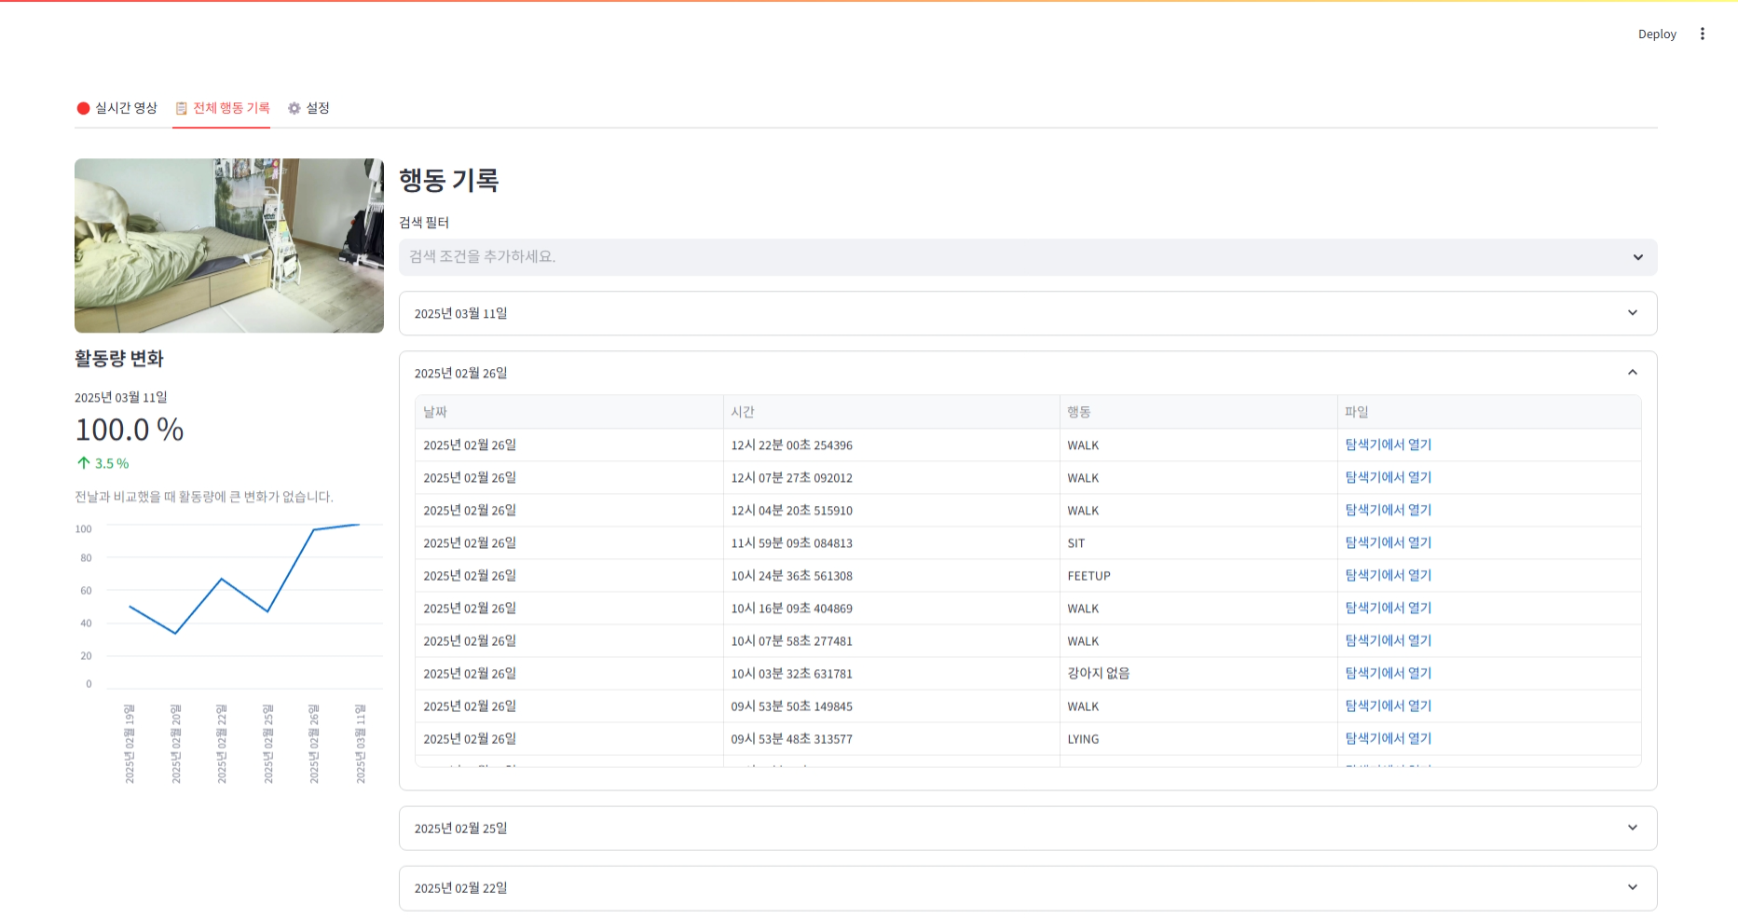 Deploy
실시간 영상
전체 행동 기록
설정
활동량 변화
2025년 03월 11일
100.0 %
3.5 %
전날과 비교했을 때 활동량에 큰 변화가 없습니다.
100
80
60
40
20
0
2025년 02월 19일
2025년 02월 20일
2025년 02월 22일
2025년 02월 25일
2025년 02월 26일
2025년 03월 11일
행동 기록
검색 필터
검색 조건을 추가하세요.
2025년 03월 11일
2025년 02월 26일
날짜 시간 행동 파일
2025년 02월 26일 12시 22분 00초 254396 WALK 탐색기에서 열기
2025년 02월 26일 12시 07분 27초 092012 WALK 탐색기에서 열기
2025년 02월 26일 12시 04분 20초 515910 WALK 탐색기에서 열기
2025년 02월 26일 11시 59분 09초 084813 SIT 탐색기에서 열기
2025년 02월 26일 10시 24분 36초 561308 FEETUP 탐색기에서 열기
2025년 02월 26일 10시 16분 09초 404869 WALK 탐색기에서 열기
2025년 02월 26일 10시 07분 58초 277481 WALK 탐색기에서 열기
2025년 02월 26일 10시 03분 32초 631781 강아지 없음 탐색기에서 열기
2025년 02월 26일 09시 53분 50초 149845 WALK 탐색기에서 열기
2025년 02월 26일 09시 53분 48초 313577 LYING 탐색기에서 열기
2025년 02월 25일
2025년 02월 22일